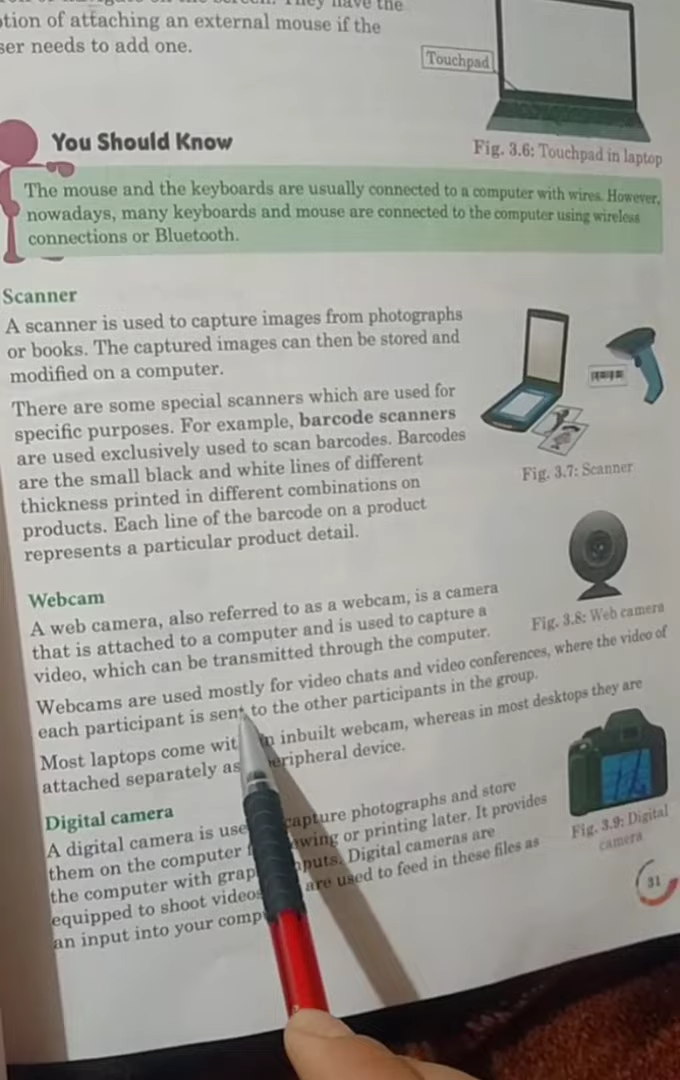 have the
tion of attaching an external mouse if the
ser needs to add one.
Touchpad
Fig. 3.6: Touchpad in laptop
You Should Know
The mouse and the keyboards are usually connected to a computer with wires. However,
nowadays, many keyboards and mouse are connected to the computer using wireless
connections or Bluetooth.
Scanner
A scanner is used to capture images from photographs
or books. The captured images can then be stored and
modified on a computer.
There are some special scanners which are used for
specific purposes. For example, barcode scanners
are used exclusively used to scan barcodes. Barcodes
are the small black and white lines of different
thickness printed in different combinations on
products. Each line of the barcode on a product
represents a particular product detail.
Fig. 3.7: Scanner
Webcam
A web camera, also referred to as a webcam, is a camera
that is attached to a computer and is used to capture a
video, which can be transmitted through the computer.
Fig. 3.8: Web camera
Webcams are used mostly for video chats and video conferences, where the video of
each participant is sent to the other participants in the group.
Most laptops come wit n inbuilt webcam, whereas in most desktops they are
attached separately as eripheral device.
Digital camera
A digital camera is use capture photographs and store
them on the computer wing or printing later. It provides
the computer with grap puts. Digital cameras are
equipped to shoot videos are used to feed in these files as
an input into your comp
Fig. 3.9: Digital
camera
31